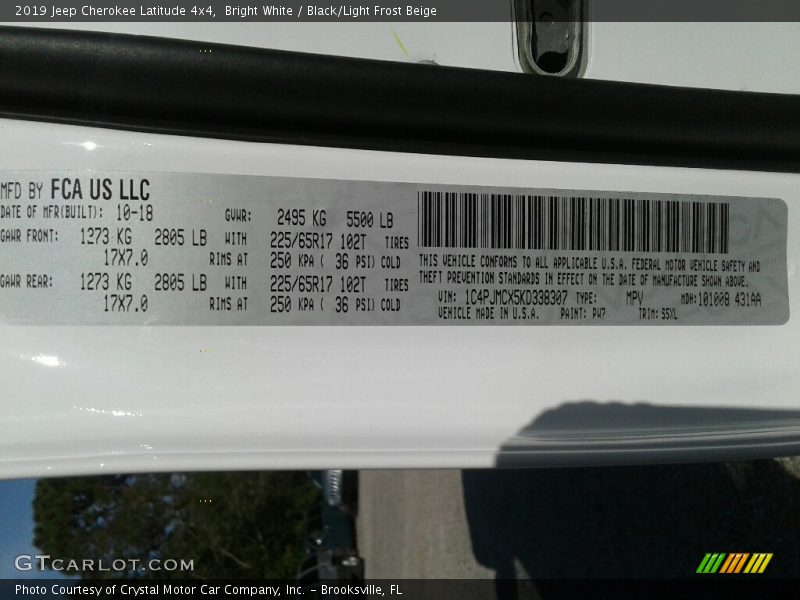 2019 Jeep Cherokee Latitude 4x4, Bright White / Black/Light Frost Beige
MFD BY FCA US LLC
DATE OF MFR(BUILT): 10-18 GVWR: 2495 KG 5500 LB
GAWR FRONT: 1273 KG 2805 LB WITH 225/65R17 102T TIRES
17X7.0 RIMS AT 250 KPA ( 36 PSI) COLD
GAWR REAR: 1273 KG 2805 LB WITH 225/65R17 102T TIRES
17X7.0 RIMS AT 250 KPA ( 36 PSI) COLD
THIS VEHICLE CONFORMS TO ALL APPLICABLE U.S.A. FEDERAL MOTOR VEHICLE SAFETY AND
THEFT PREVENTION STANDARDS IN EFFECT ON THE DATE OF MANUFACTURE SHOWN ABOVE.
VIN: 1C4PJMCX5KD338307 TYPE: MPV MDH:101008 431AA
VEHICLE MADE IN U.S.A. PAINT: PW7 TRIM: S5XL
GTCARLOT.COM
Photo Courtesy of Crystal Motor Car Company, Inc. – Brooksville, FL